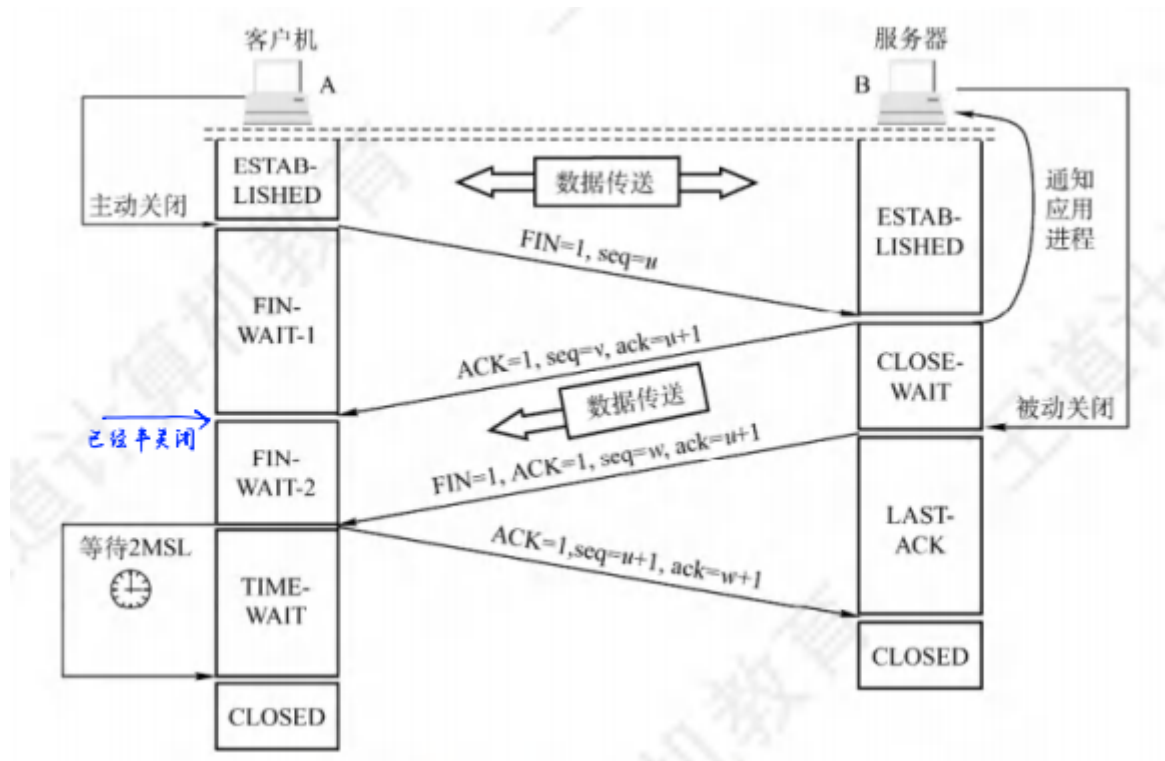 客户机
服务器
A
B
ESTAB-
LISHED
数据传送
主动关闭
ESTAB-
LISHED
通知
应用
进程
FIN=1, seq=u
FIN-
WAIT-1
ACK=1, seq=v, ack=u+1
CLOSE-
WAIT
数据传送
被动关闭
已经半关闭
FIN-
WAIT-2
FIN=1, ACK=1, seq=w, ack=u+1
LAST-
ACK
等待2MSL
ACK=1,seq=u+1, ack=w+1
TIME-
WAIT
CLOSED
CLOSED